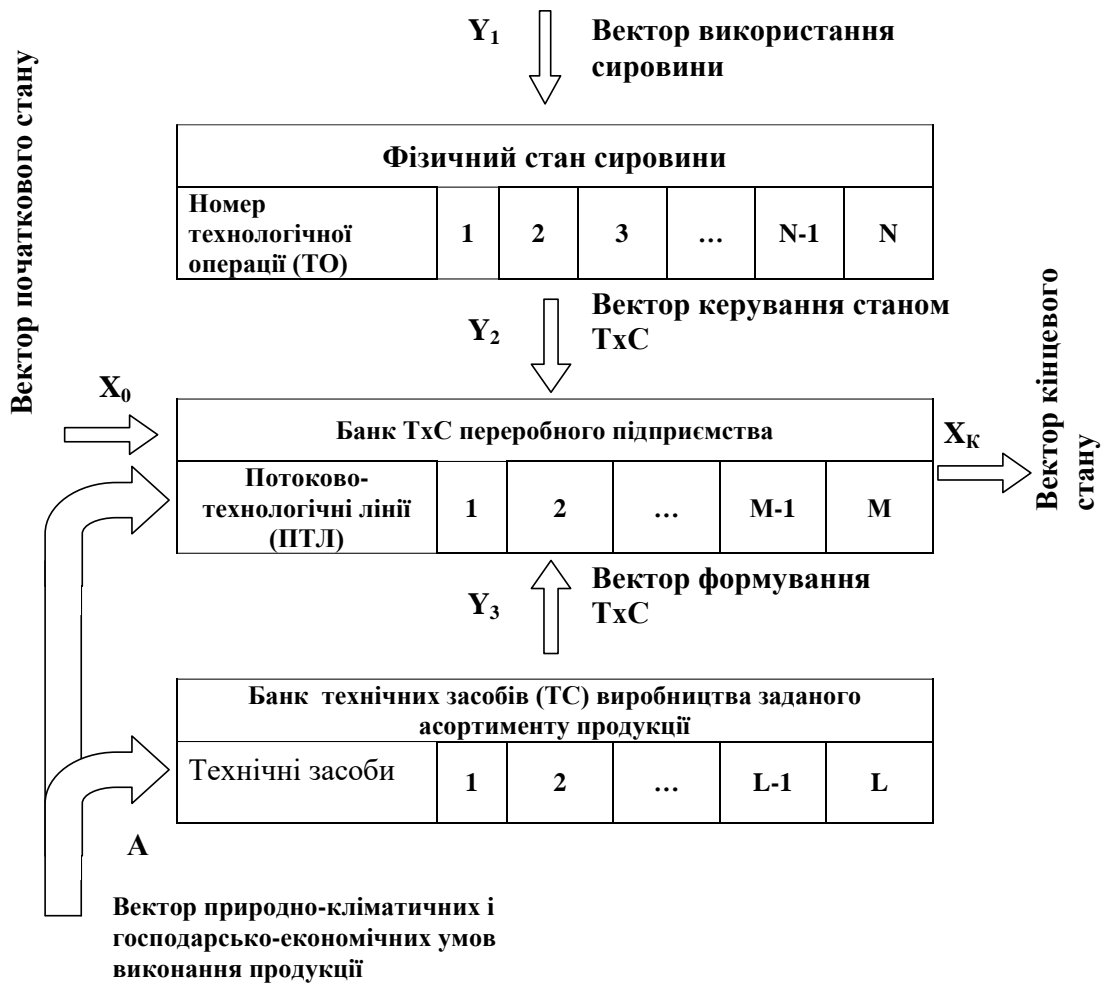 Y1
Вектор використання
сировини
Вектор початкового стану
Фізичний стан сировини
Номер
технологічної
операції (ТО)
1 2 3 … N-1 N
Y2
Вектор керування станом
ТхС
X0
Банк ТхС переробного підприємства
XК
Вектор кінцевого
стану
Потоково-
технологічні лінії
(ПТЛ)
1 2 … M-1 M
Y3
Вектор формування
ТхС
Банк технічних засобів (ТС) виробництва заданого
асортименту продукції
Технічні засоби
1 2 … L-1 L
А
Вектор природно-кліматичних і
господарсько-економічних умов
виконання продукції